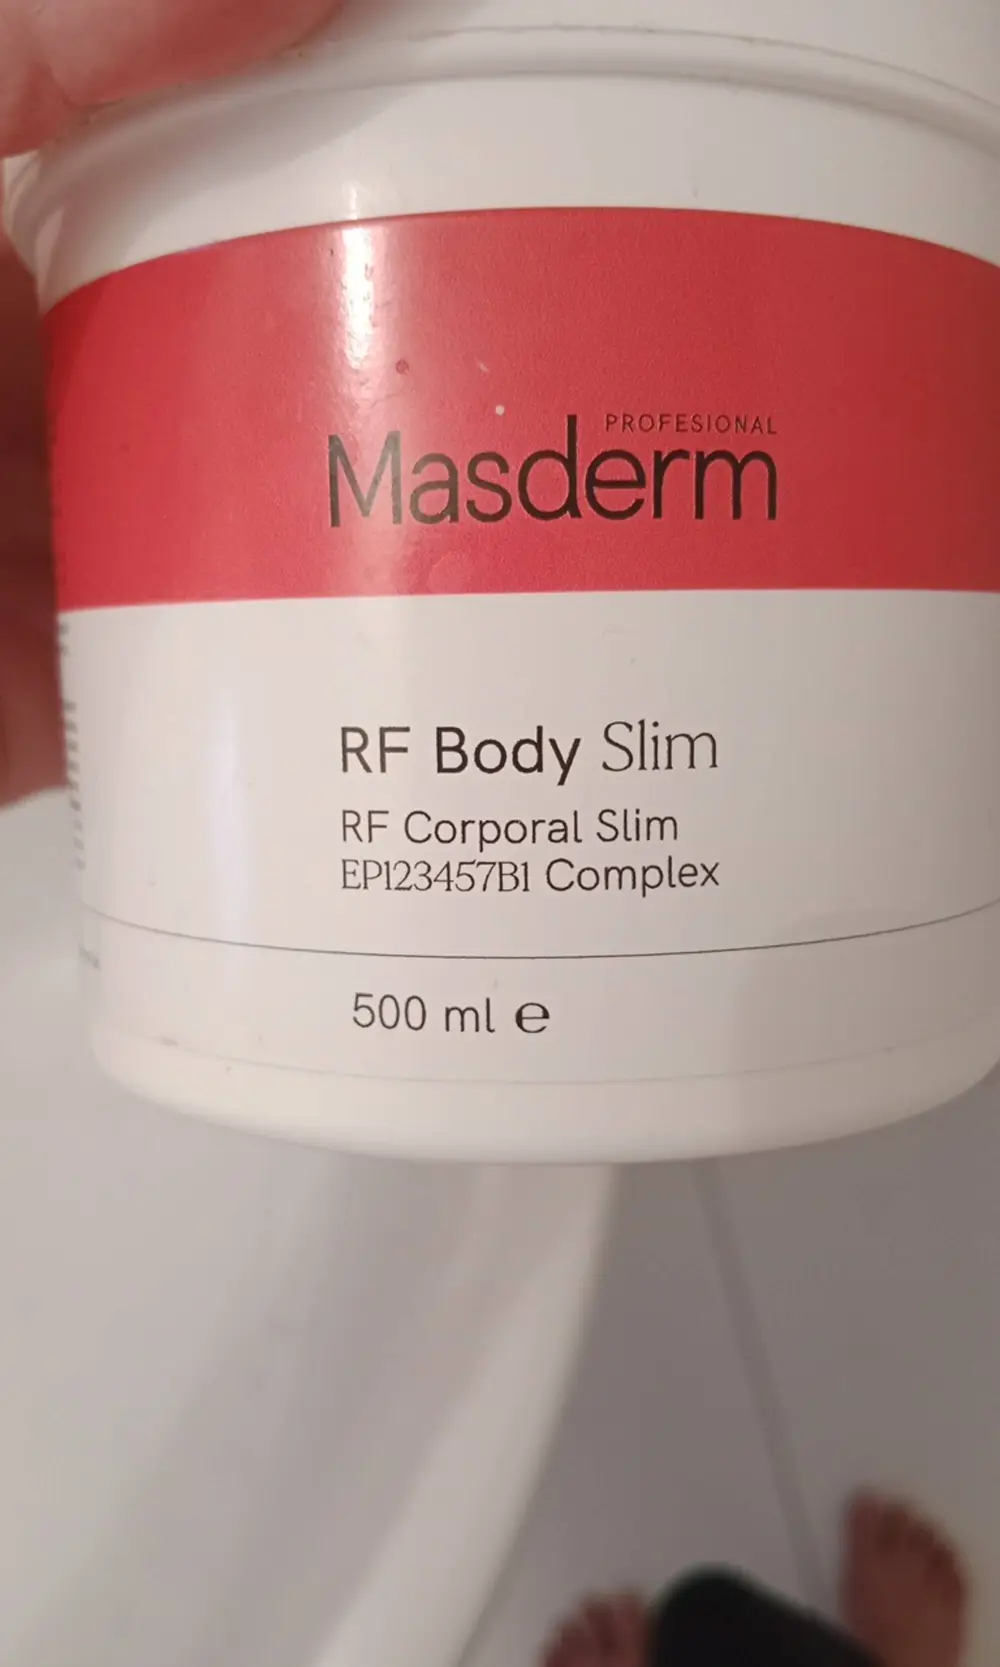 PROFESIONAL
Masderm
RF Body Slim
RF Corporal Slim
EP123457B1 Complex
500 ml ℮